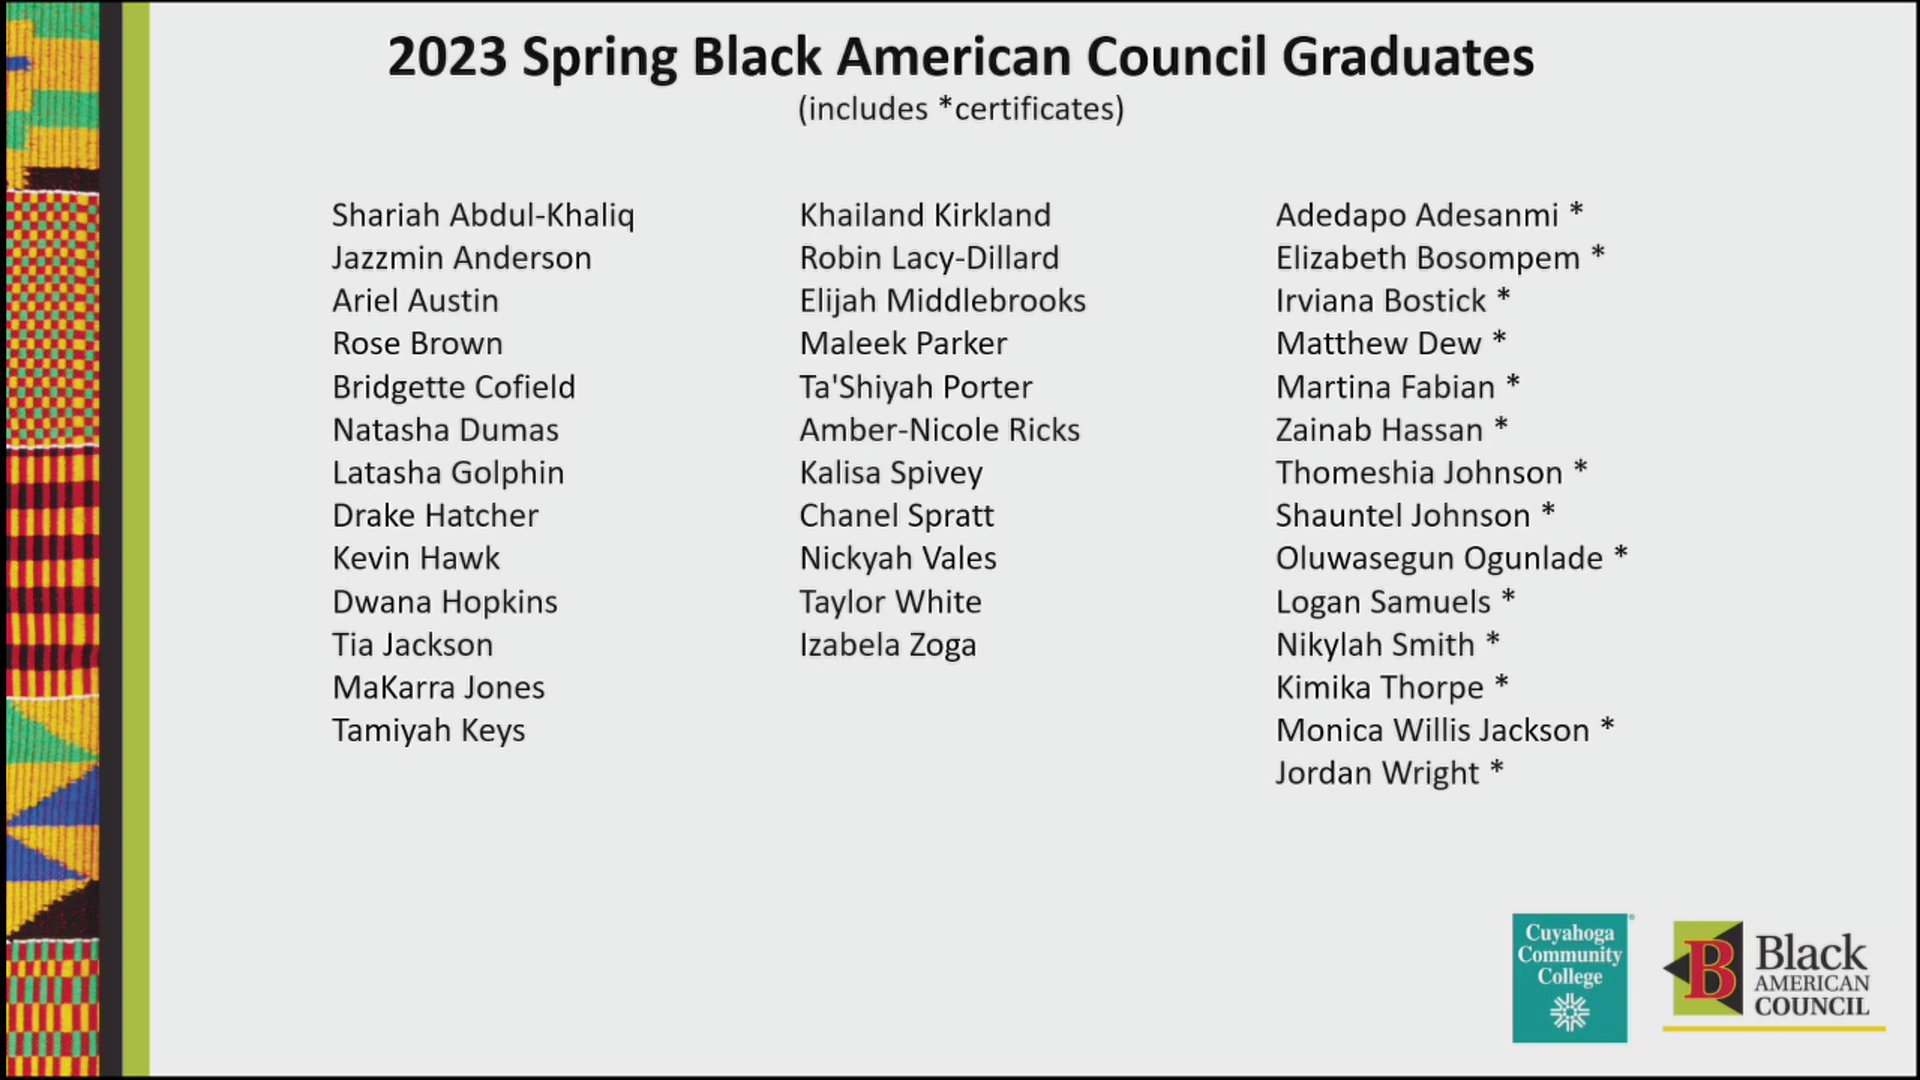 2023 Spring Black American Council Graduates
(includes *certificates)
Shariah Abdul-Khaliq
Jazzmin Anderson
Ariel Austin
Rose Brown
Bridgette Cofield
Natasha Dumas
Latasha Golphin
Drake Hatcher
Kevin Hawk
Dwana Hopkins
Tia Jackson
MaKarra Jones
Tamiyah Keys
Khailand Kirkland
Robin Lacy-Dillard
Elijah Middlebrooks
Maleek Parker
Ta'Shiyah Porter
Amber-Nicole Ricks
Kalisa Spivey
Chanel Spratt
Nickyah Vales
Taylor White
Izabela Zoga
Adedapo Adesanmi *
Elizabeth Bosompem *
Irviana Bostick *
Matthew Dew *
Martina Fabian *
Zainab Hassan *
Thomeshia Johnson *
Shauntel Johnson *
Oluwasegun Ogunlade *
Logan Samuels *
Nikylah Smith *
Kimika Thorpe *
Monica Willis Jackson *
Jordan Wright *
Cuyahoga
Community
College
®
B
Black
AMERICAN
COUNCIL